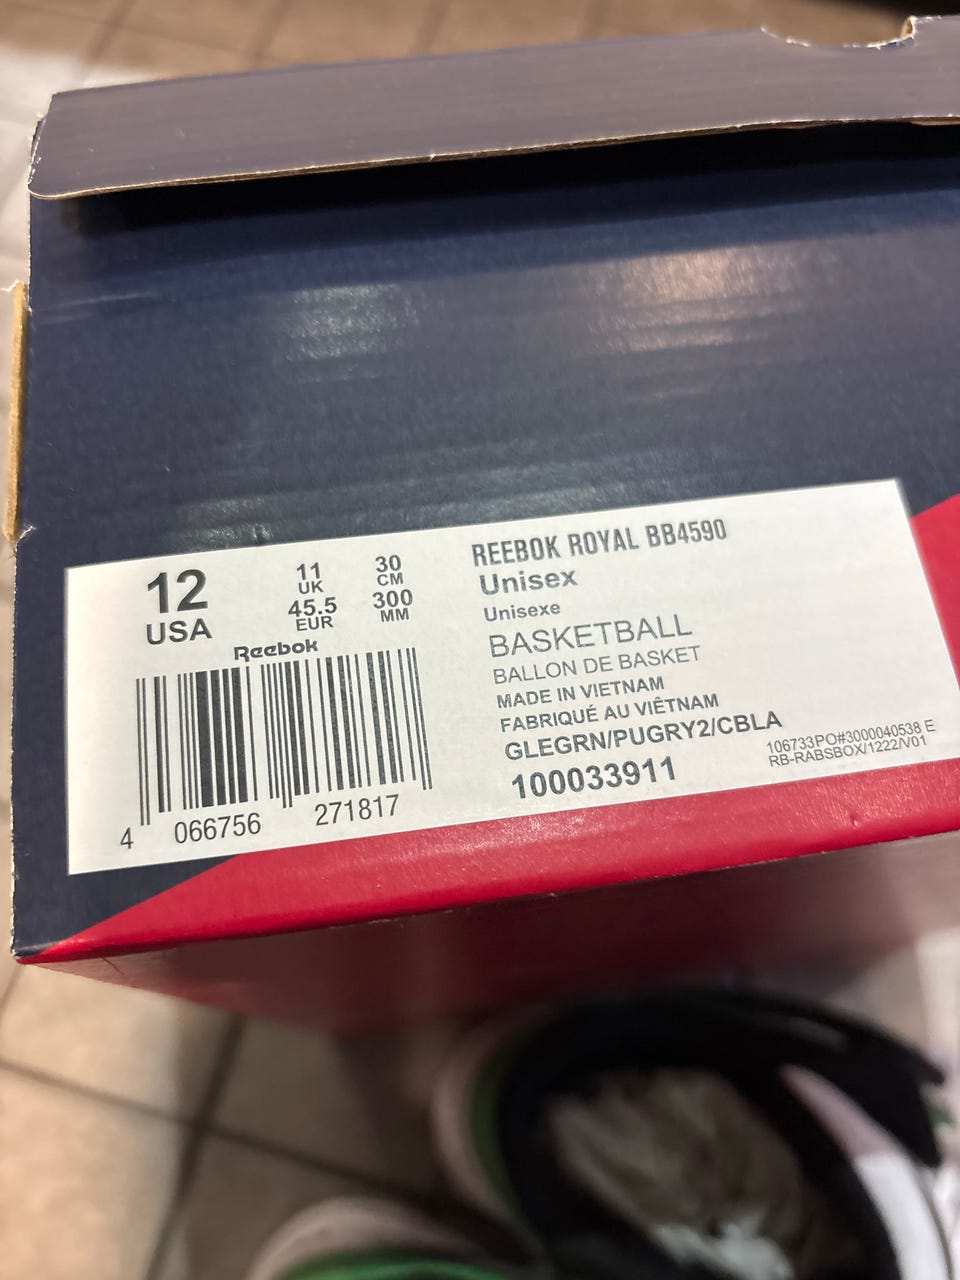 12
USA
11
UK
45.5
EUR
30
CM
300
MM
Reebok
4 066756 271817
REEBOK ROYAL BB4590
Unisex
Unisexe
BASKETBALL
BALLON DE BASKET
MADE IN VIETNAM
FABRIQUÉ AU VIÊTNAM
GLEGRN/PUGRY2/CBLA
100033911
106733PO#3000040538 E
RB-RABSBOX/1222/V01